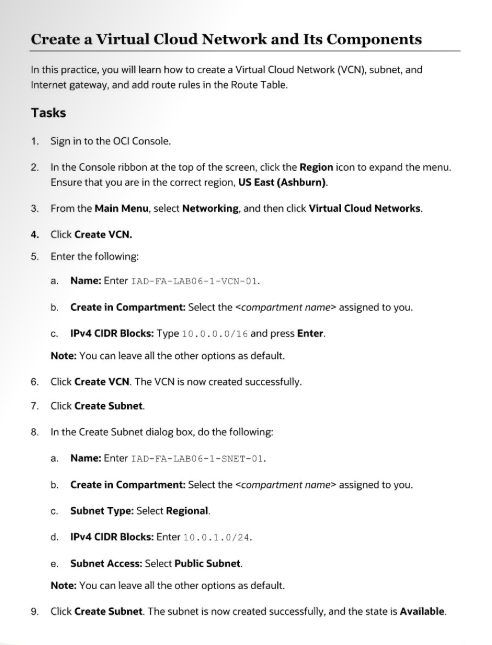 Create a Virtual Cloud Network and Its Components
In this practice, you will learn how to create a Virtual Cloud Network (VCN), subnet, and
Internet gateway, and add route rules in the Route Table.
Tasks
1. Sign in to the OCI Console.
2. In the Console ribbon at the top of the screen, click the Region icon to expand the menu.
Ensure that you are in the correct region, US East (Ashburn).
3. From the Main Menu, select Networking, and then click Virtual Cloud Networks.
4. Click Create VCN.
5. Enter the following:
a. Name: Enter IAD-FA-LAB06-1-VCN-01.
b. Create in Compartment: Select the <compartment name> assigned to you.
c. IPv4 CIDR Blocks: Type 10.0.0.0/16 and press Enter.
Note: You can leave all the other options as default.
6. Click Create VCN. The VCN is now created successfully.
7. Click Create Subnet.
8. In the Create Subnet dialog box, do the following:
a. Name: Enter IAD-FA-LAB06-1-SNET-01.
b. Create in Compartment: Select the <compartment name> assigned to you.
c. Subnet Type: Select Regional.
d. IPv4 CIDR Blocks: Enter 10.0.1.0/24.
e. Subnet Access: Select Public Subnet.
Note: You can leave all the other options as default.
9. Click Create Subnet. The subnet is now created successfully, and the state is Available.